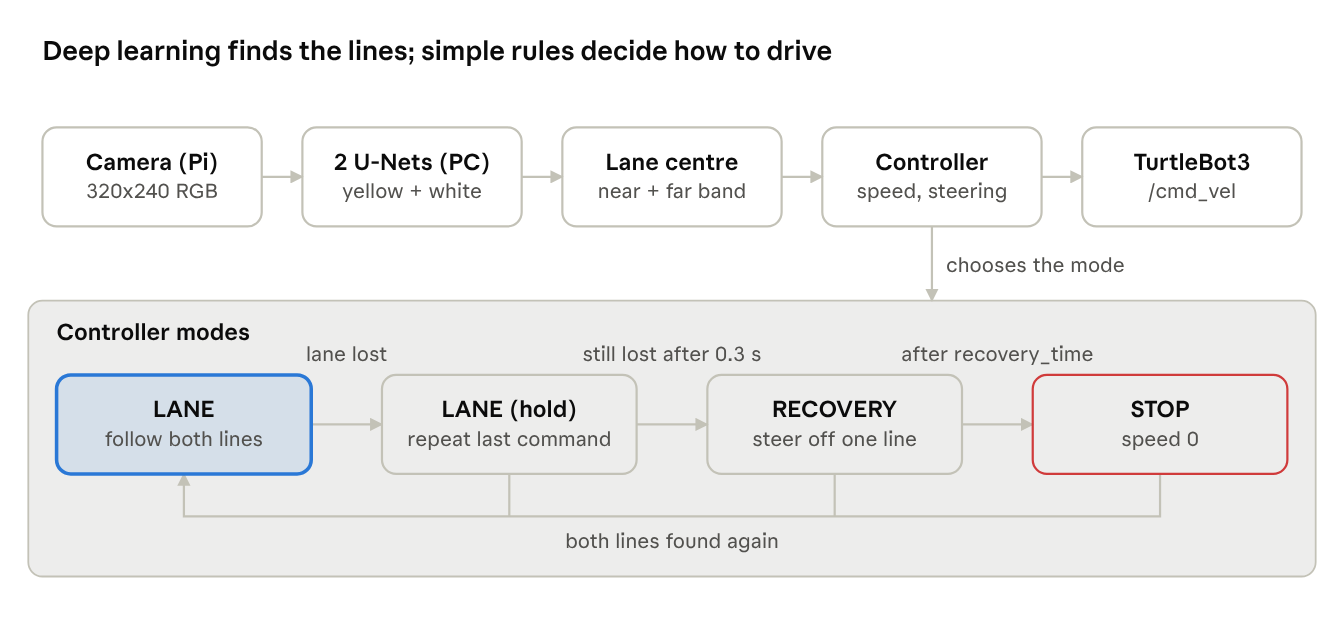 Deep learning finds the lines; simple rules decide how to drive
Camera (Pi)
320x240 RGB
2 U-Nets (PC)
yellow + white
Lane centre
near + far band
Controller
speed, steering
TurtleBot3
/cmd_vel
chooses the mode
Controller modes
lane lost
still lost after 0.3 s
after recovery_time
LANE
follow both lines
LANE (hold)
repeat last command
RECOVERY
steer off one line
STOP
speed 0
both lines found again